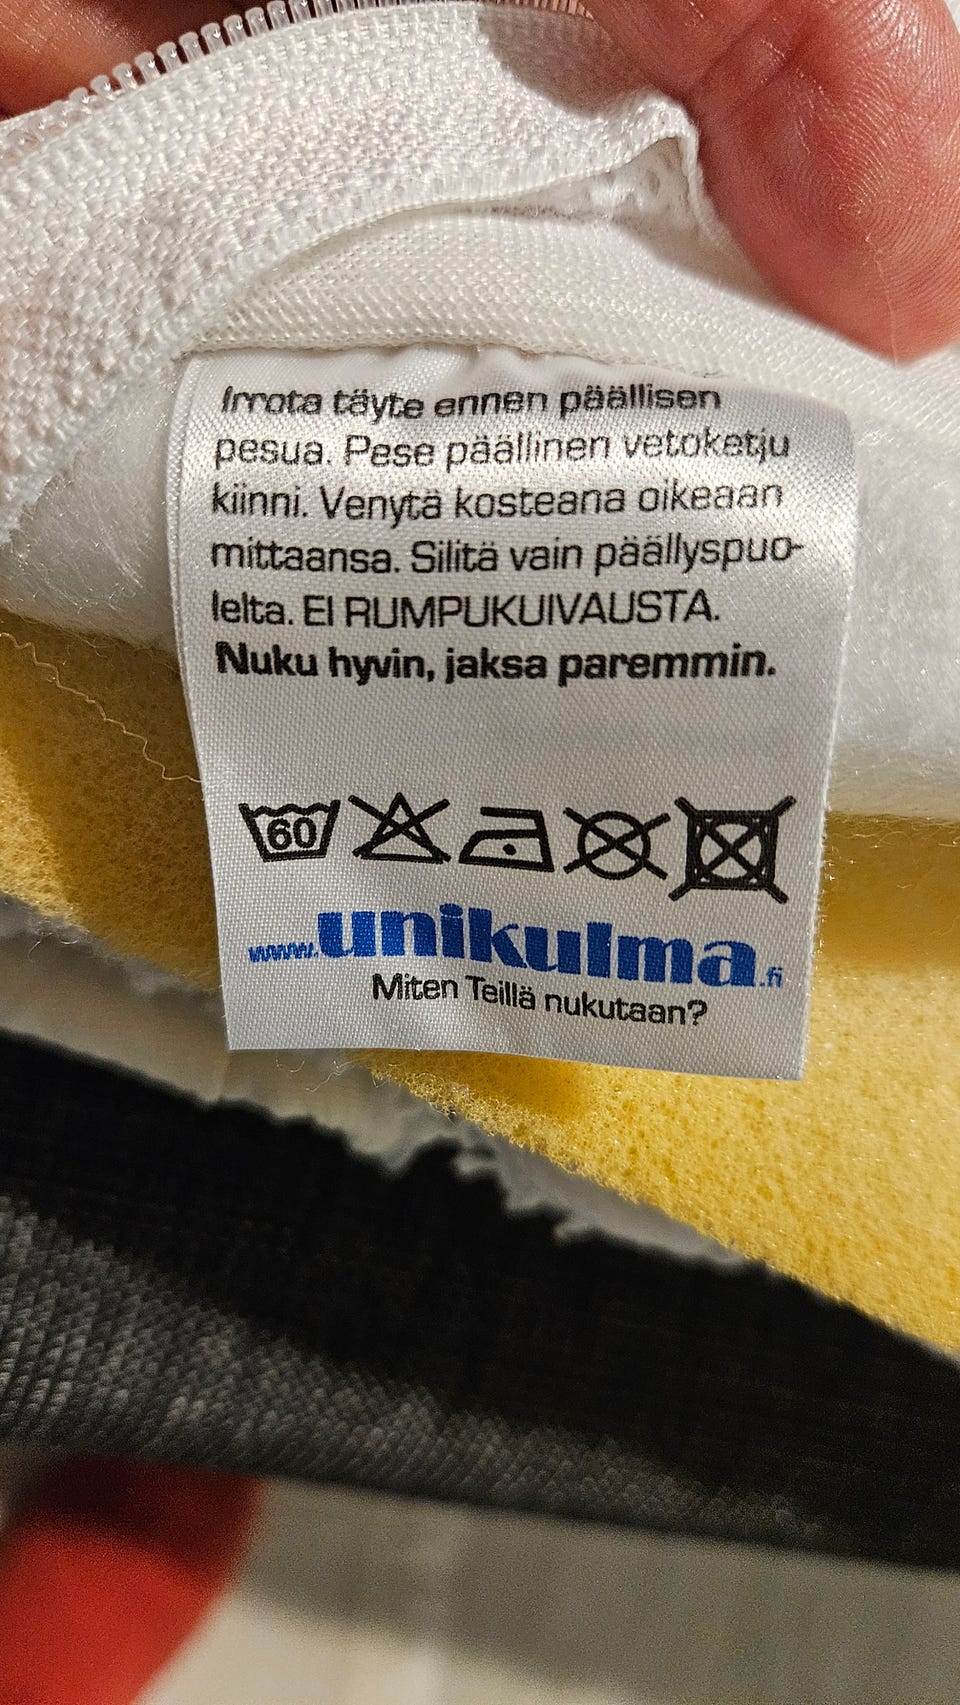 Irrota täyte ennen päällisen
pesua. Pese päällinen vetoketju
kiinni. Venytä kosteana oikeaan
mittaansa. Silitä vain päällyspuo-
lelta. EI RUMPUKUIVAUSTA.
Nuku hyvin, jaksa paremmin.
60
www.unikulma.fi
Miten Teillä nukutaan?